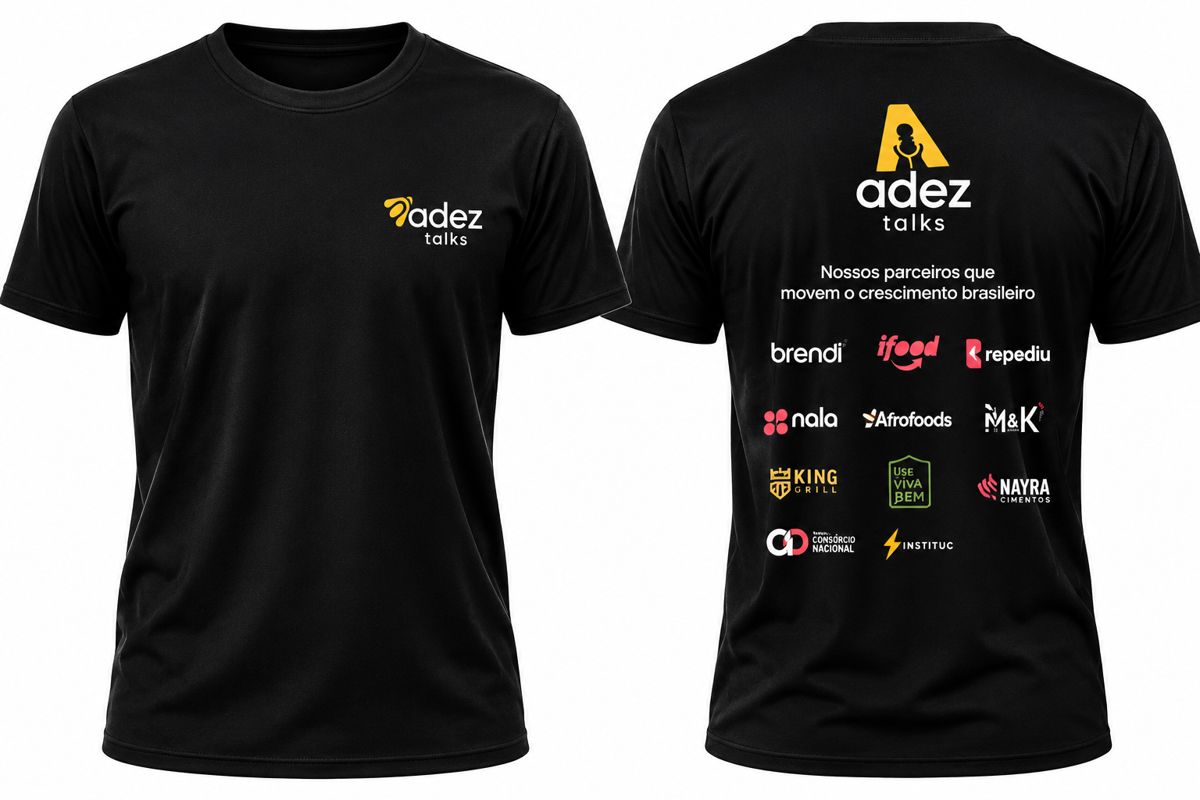 adez
talks
adez
talks
Nossos parceiros que
movem o crescimento brasileiro
brendi
ifood
repediu
nala
Afrofoods
M&K
KING
GRILL
USE
VIVA
BEM
NAYRA
CIMENTOS
CONSÓRCIO
NACIONAL
INSTITUC